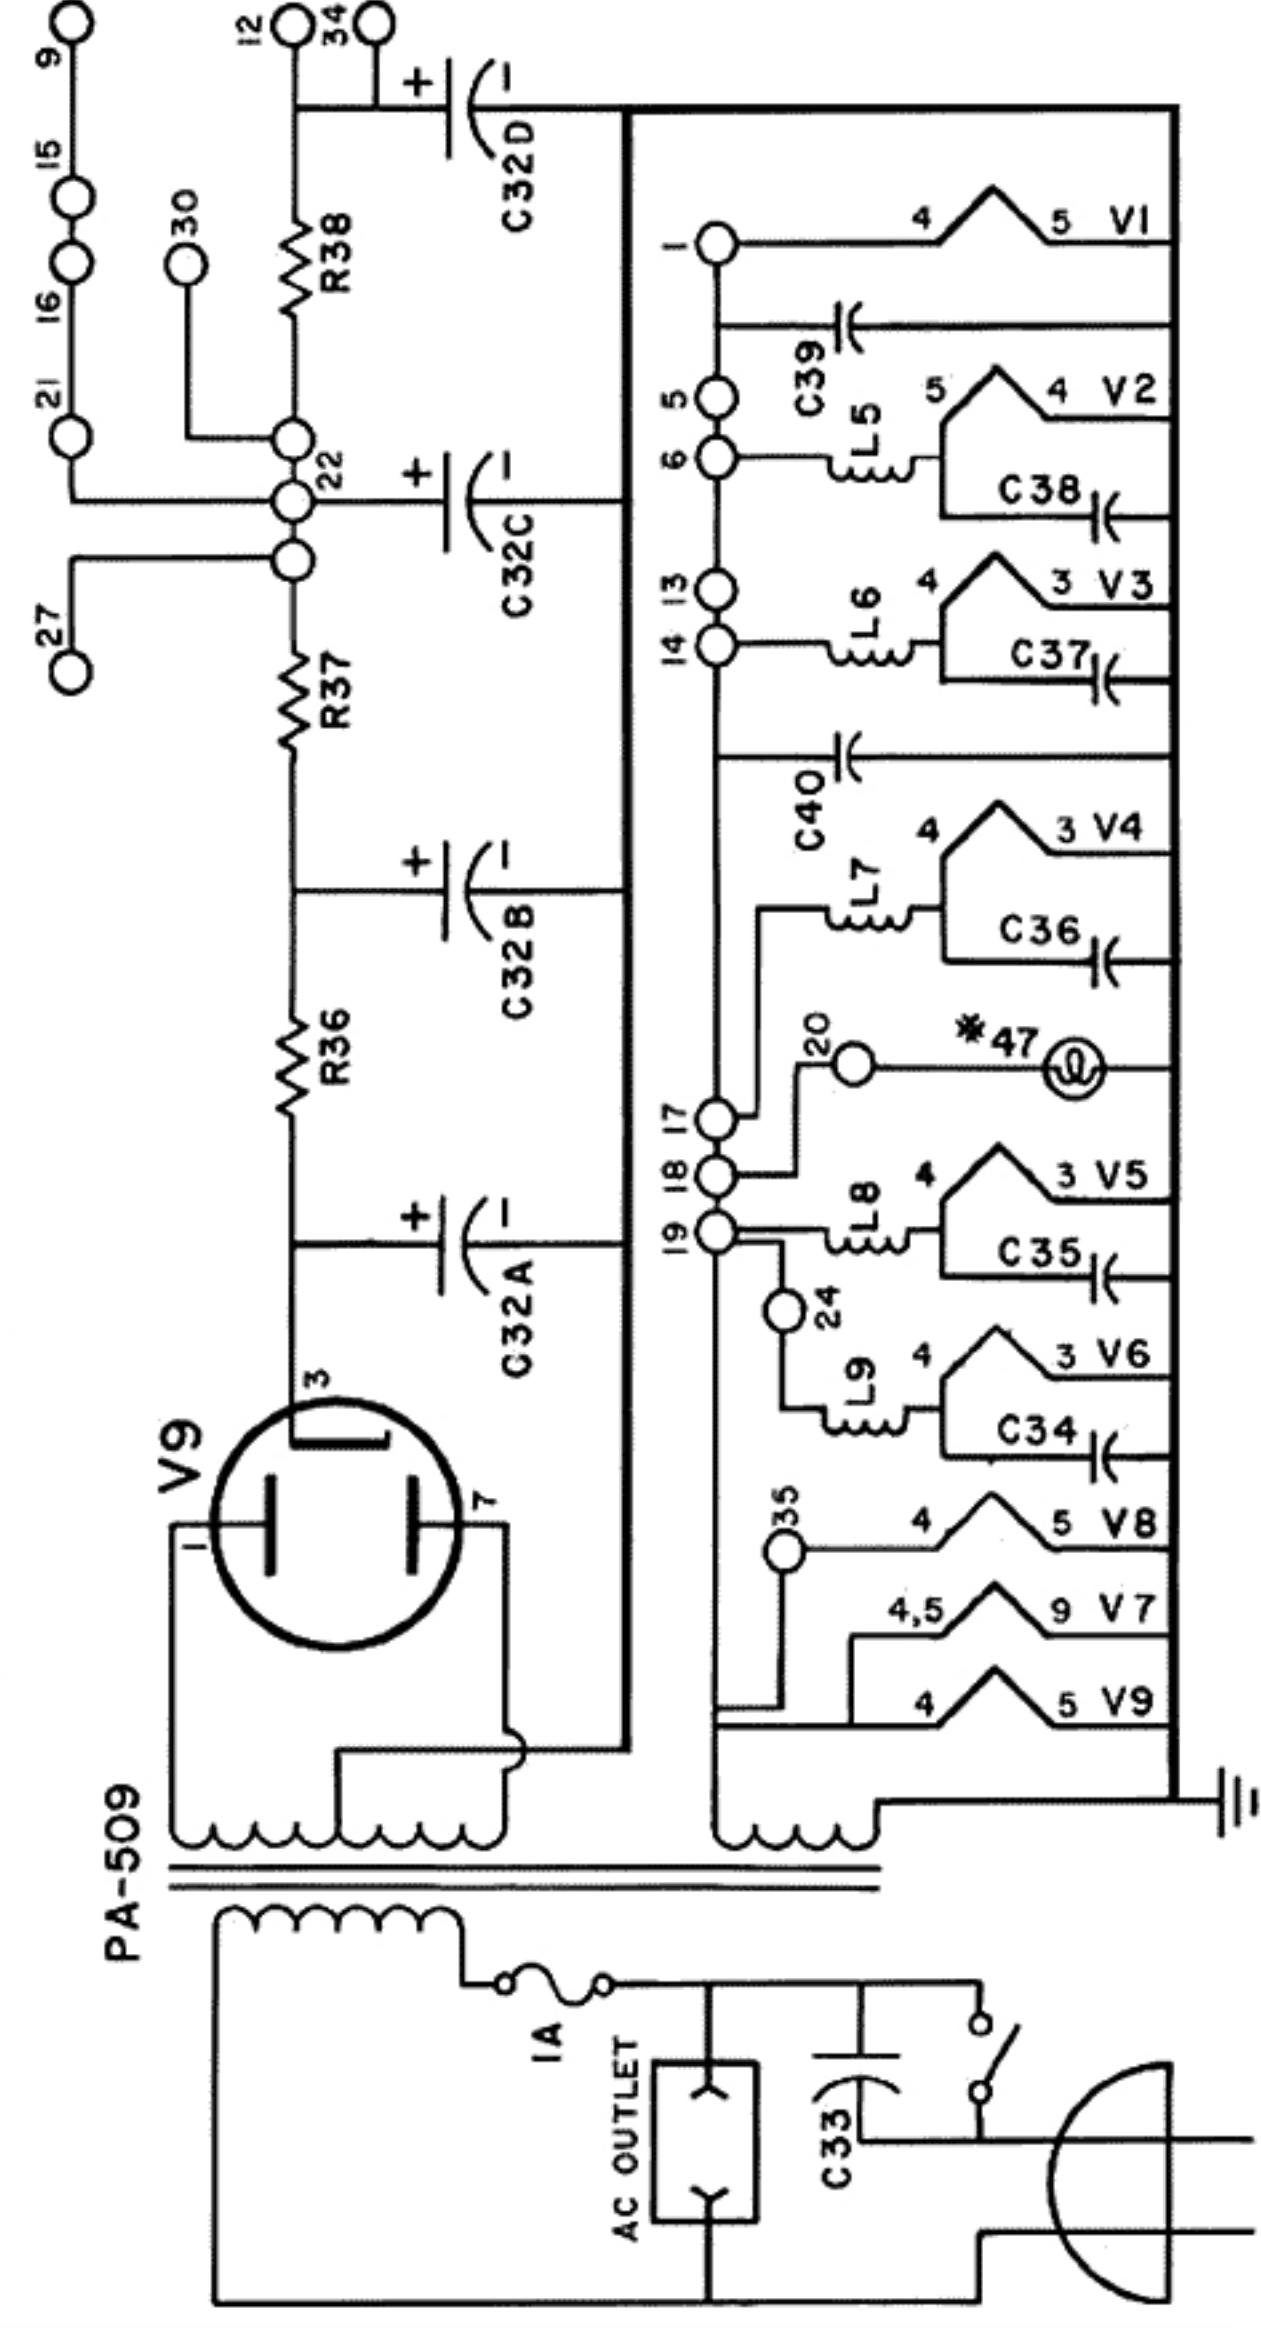 9
15
16
21
27
12
34
30
22
R38
R37
R36
+
-
C32D
+
-
C32C
+
-
C32B
+
-
C32A
V9
1
3
7
PA-509
1
5
6
13
14
17
18
19
20
24
35
4 5 V1
C39
L5
5 4 V2
C38
L6
4 3 V3
C37
C40
L7
4 3 V4
C36
*47
L8
4 3 V5
C35
L9
4 3 V6
C34
4 5 V8
4,5 9 V7
4 5 V9
1A
AC OUTLET
C33